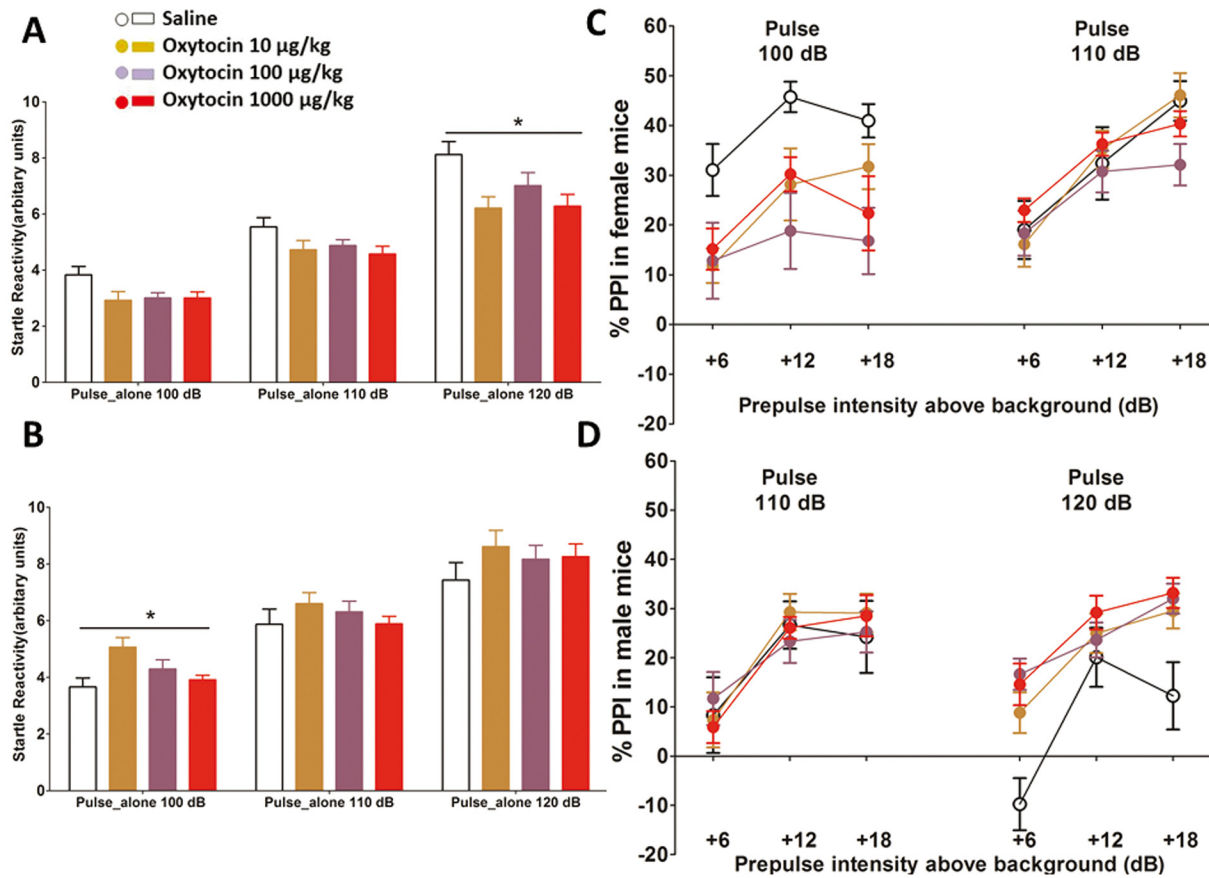 A
Saline
Oxytocin 10 µg/kg
Oxytocin 100 µg/kg
Oxytocin 1000 µg/kg
Startle Reactivity(arbitary units)
10
8
6
4
2
0
*
Pulse_alone 100 dB
Pulse_alone 110 dB
Pulse_alone 120 dB
B
Startle Reactivity(arbitary units)
10
8
6
4
2
0
*
Pulse_alone 100 dB
Pulse_alone 110 dB
Pulse_alone 120 dB
C
Pulse
100 dB
Pulse
110 dB
% PPI in female mice
60
50
40
30
20
10
0
-10
-20
+6
+12
+18
+6
+12
+18
Prepulse intensity above background (dB)
D
Pulse
110 dB
Pulse
120 dB
% PPI in male mice
60
50
40
30
20
10
0
-10
-20
+6
+12
+18
+6
+12
+18
Prepulse intensity above background (dB)